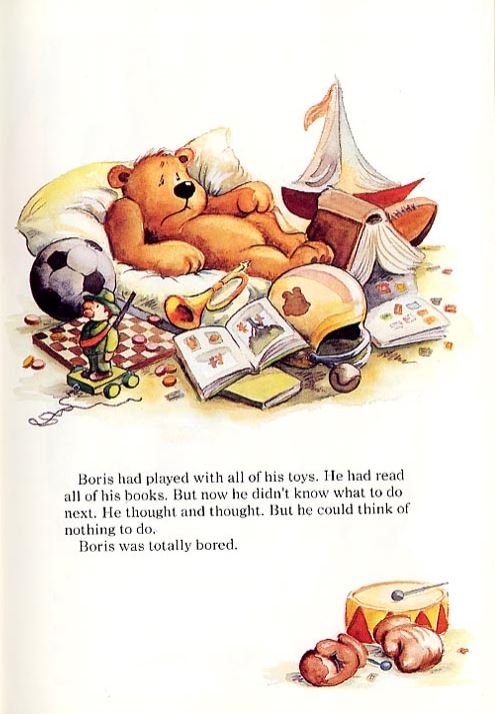 Boris had played with all of his toys. He had read
all of his books. But now he didn't know what to do
next. He thought and thought. But he could think of
nothing to do.
Boris was totally bored.